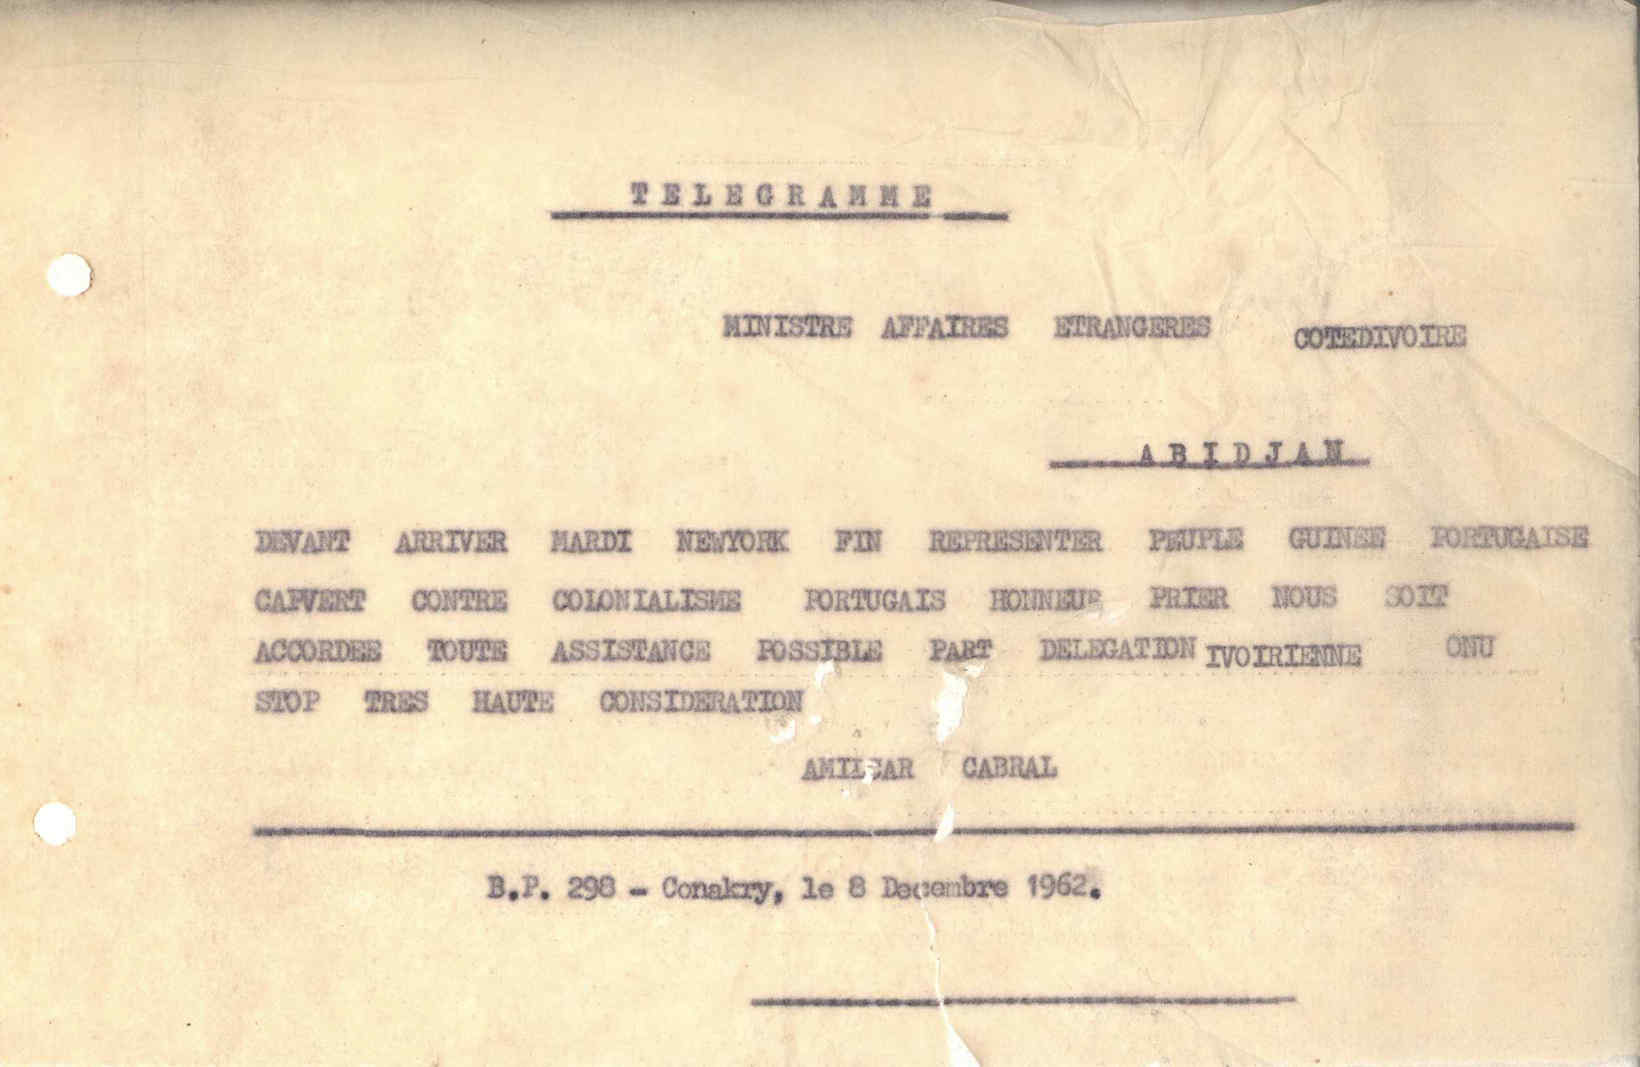 TELEGRAMME
MINISTRE AFFAIRES ETRANGERES COTEDIVOIRE
ABIDJAN
DEVANT ARRIVER MARDI NEWYORK FIN REPRESENTER PEUPLE GUINEE PORTUGAISE
CAPVERT CONTRE COLONIALISME PORTUGAIS HONNEUR PRIER NOUS SOIT
ACCORDEE TOUTE ASSISTANCE POSSIBLE PART DELEGATION IVOIRIENNE ONU
STOP TRES HAUTE CONSIDERATION
AMILCAR CABRAL
B.P. 298 - Conakry, le 8 Decembre 1962.